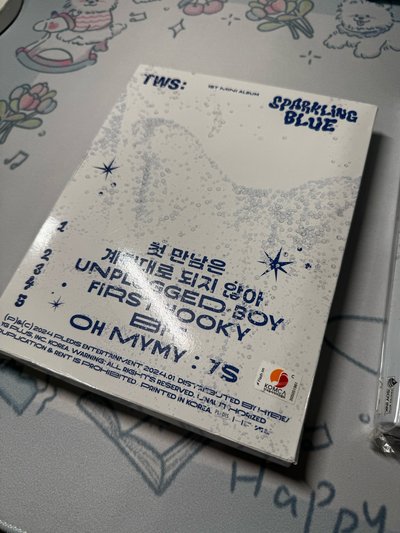 TWS:
1ST MINI ALBUM
SPARKLING
BLUE
1 첫 만남은
계획대로 되지 않아
2 UNPLUGGED BOY
3 FIRST HOOKY
4 BFF
5 OH MYMY : 7S
(P)&(C) 2024 PLEDIS ENTERTAINMENT. 2024.01. DISTRIBUTED BY YG PLUS, INC. KOREA. WARNING: ALL RIGHTS RESERVED. UNAUTHORIZED
DUPLICATION & RENT IS PROHIBITED. PRINTED IN KOREA.
KOMCA
Happy